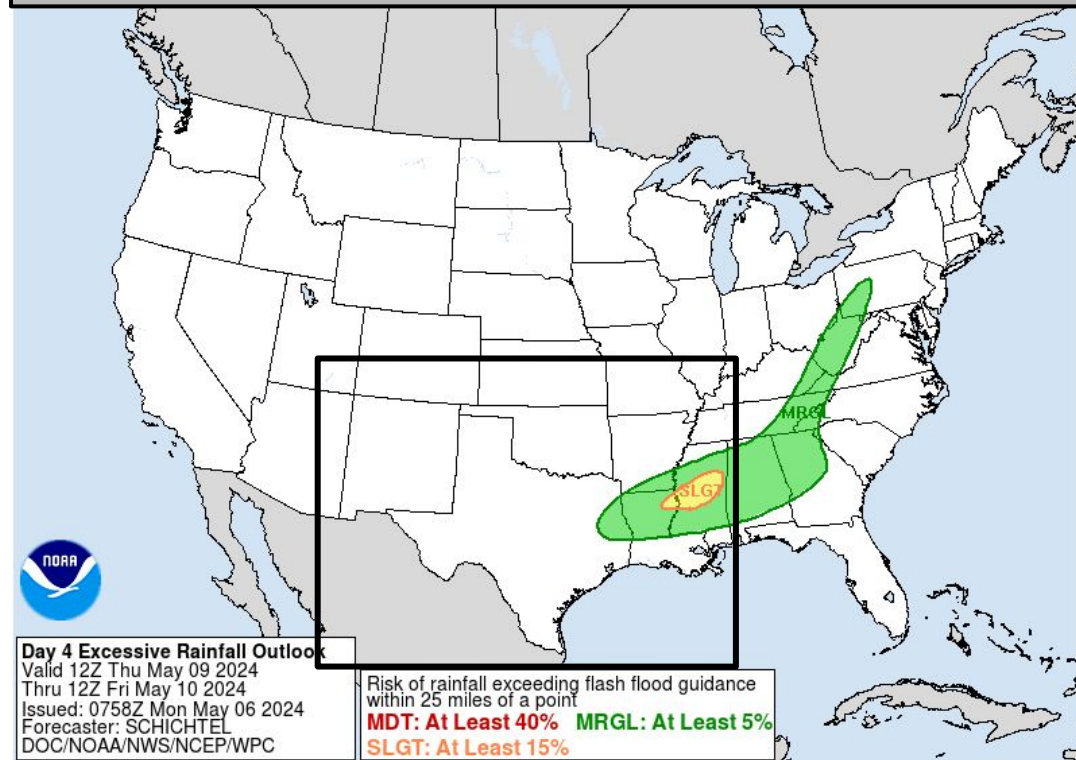 MRGL
SLGT
NOAA
Day 4 Excessive Rainfall Outlook
Valid 12Z Thu May 09 2024
Thru 12Z Fri May 10 2024
Issued: 0758Z Mon May 06 2024
Forecaster: SCHICHTEL
DOC/NOAA/NWS/NCEP/WPC
Risk of rainfall exceeding flash flood guidance
within 25 miles of a point
MDT: At Least 40% MRGL: At Least 5%
SLGT: At Least 15%